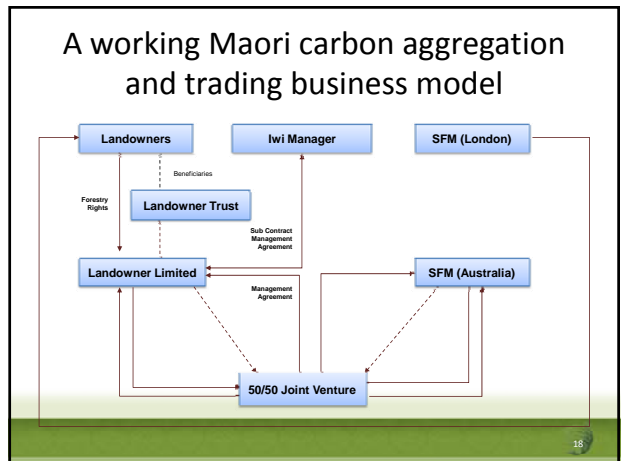 A working Maori carbon aggregation
and trading business model
Landowners
Iwi Manager
SFM (London)
Beneficiaries
Forestry
Rights
Landowner Trust
Sub Contract
Management
Agreement
Landowner Limited
SFM (Australia)
Management
Agreement
50/50 Joint Venture
18